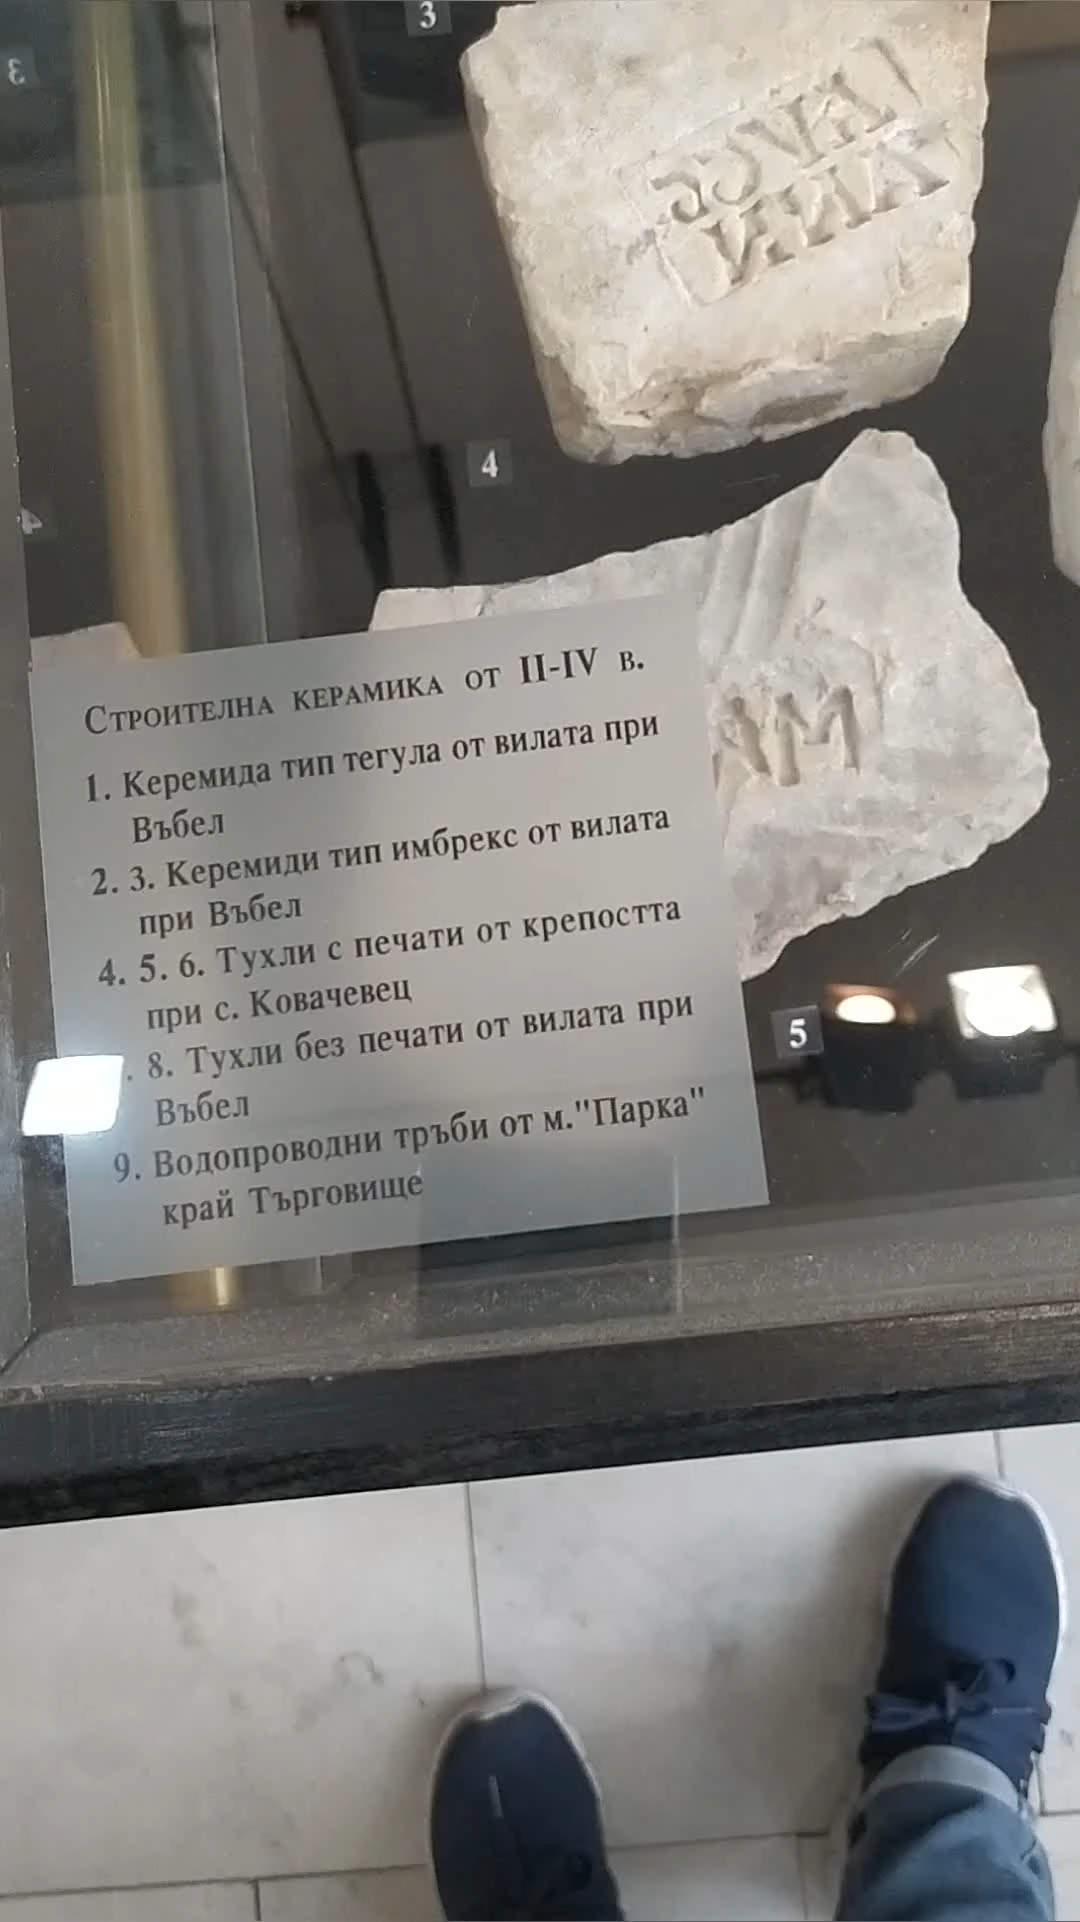 3
4
СТРОИТЕЛНА КЕРАМИКА ОТ II-IV В.
1. Керемида тип тегула от вилата при
Въбел
2. 3. Керемиди тип имбрекс от вилата
при Въбел
4. 5. 6. Тухли с печати от крепостта
при с. Ковачевец
. 8. Тухли без печати от вилата при
Въбел
9. Водопроводни тръби от м."Парка"
край Търговище
5